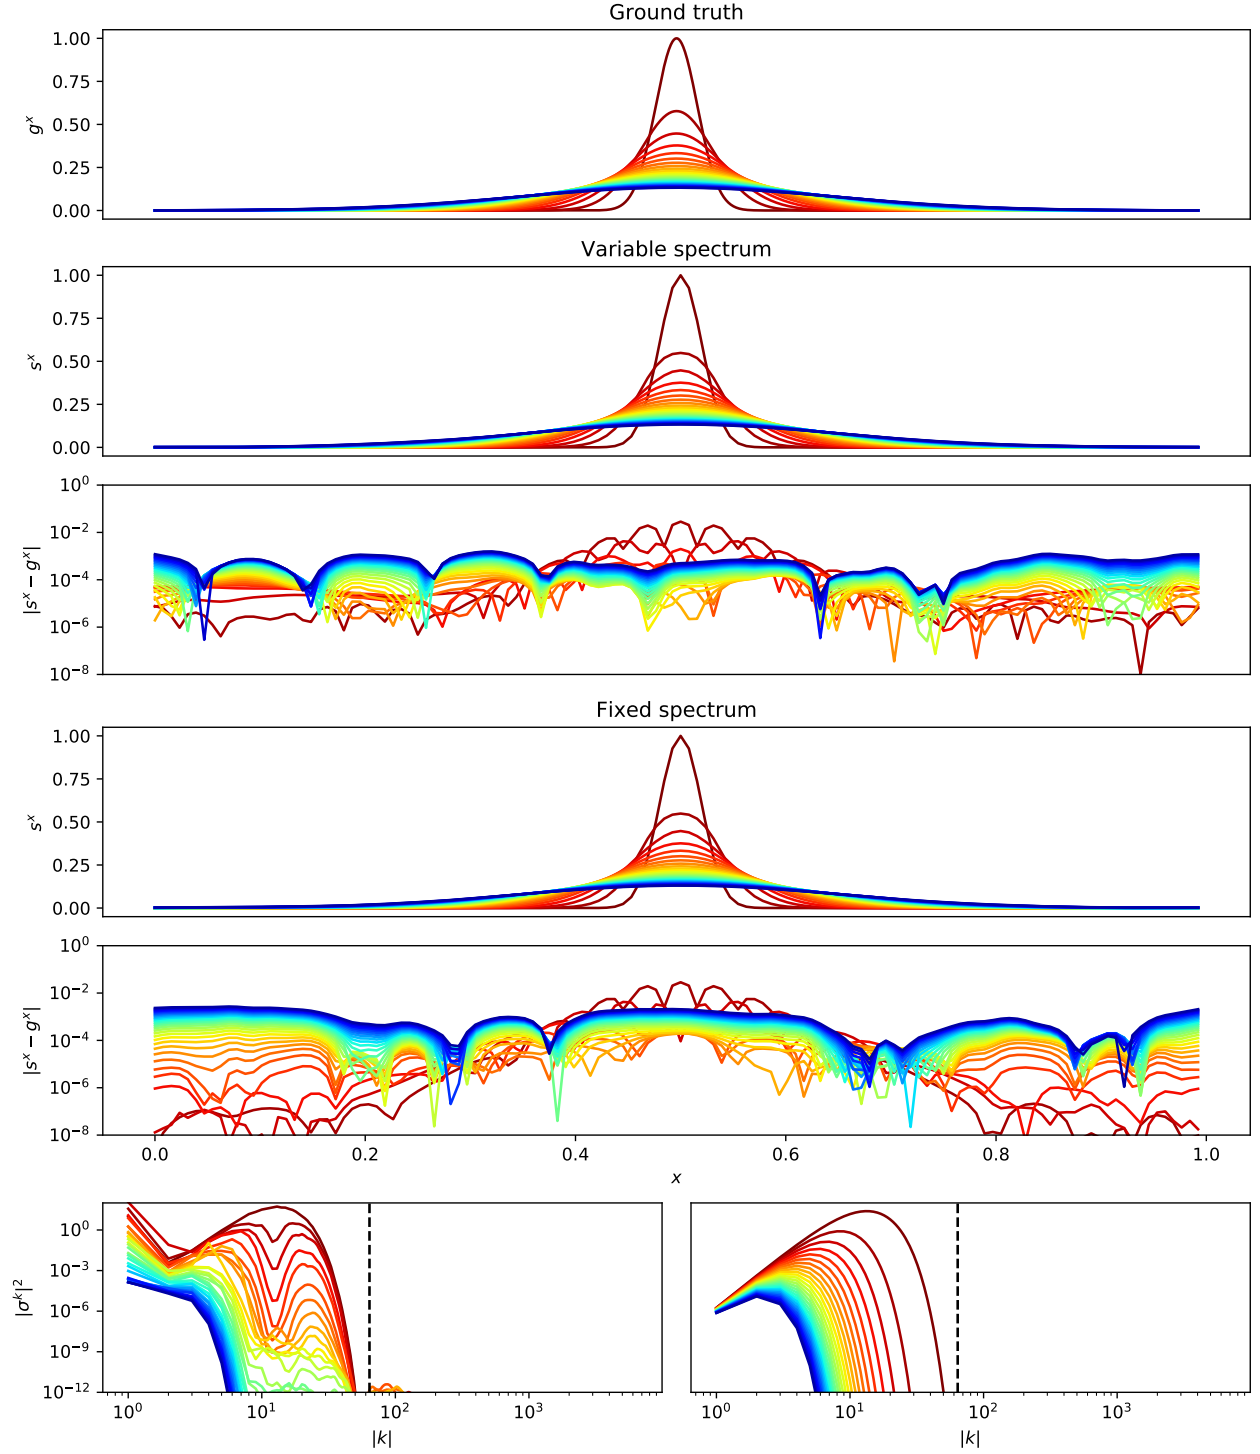 Ground truth
1.00
0.75
0.50
0.25
0.00
g^x
Variable spectrum
1.00
0.75
0.50
0.25
0.00
s^x
10^0
10^−2
10^−4
10^−6
10^−8
|s^x − g^x|
Fixed spectrum
1.00
0.75
0.50
0.25
0.00
s^x
10^0
10^−2
10^−4
10^−6
10^−8
|s^x − g^x|
0.0 0.2 0.4 0.6 0.8 1.0
x
10^0
10^−3
10^−6
10^−9
10^−12
|σ^k|^2
10^0 10^1 10^2 10^3
|k|
10^0 10^1 10^2 10^3
|k|